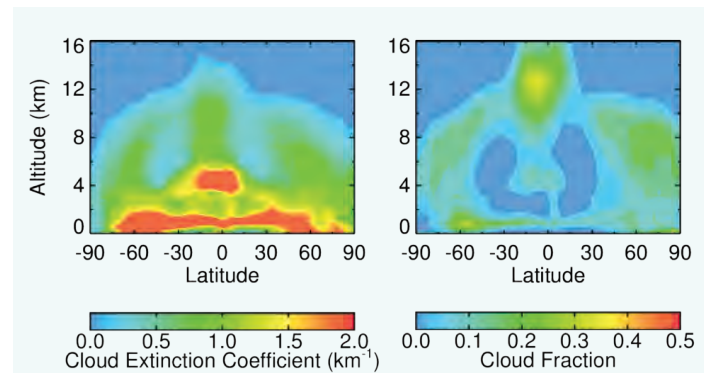 16
12
8
4
0
Altitude (km)
-90 -60 -30 0 30 60 90
Latitude
0.0 0.5 1.0 1.5 2.0
Cloud Extinction Coefficient (km⁻¹)
16
12
8
4
0
-90 -60 -30 0 30 60 90
Latitude
0.0 0.1 0.2 0.3 0.4 0.5
Cloud Fraction